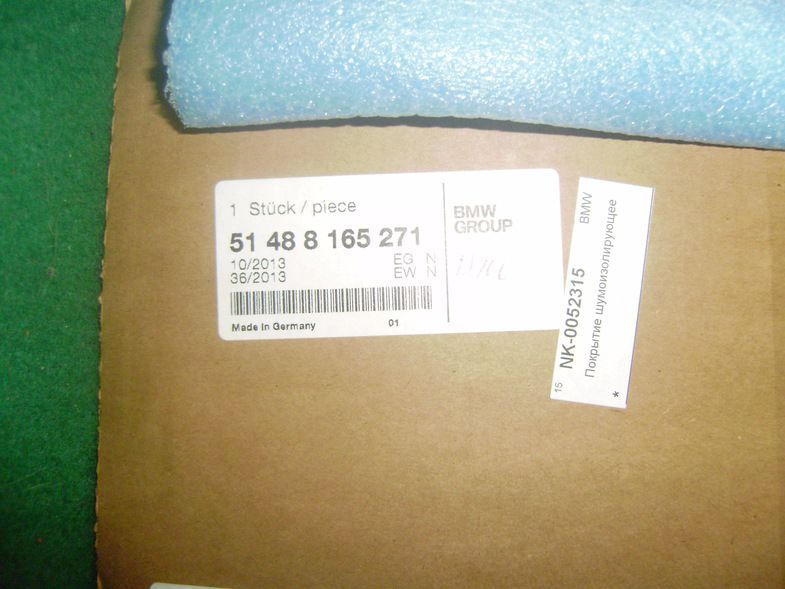 1 Stück / piece
51 48 8 165 271
10/2013 EG N
36/2013 EW N
Made in Germany 01
BMW
GROUP
15 NK-0052315 BMW
Покрытие шумоизолирующее
*